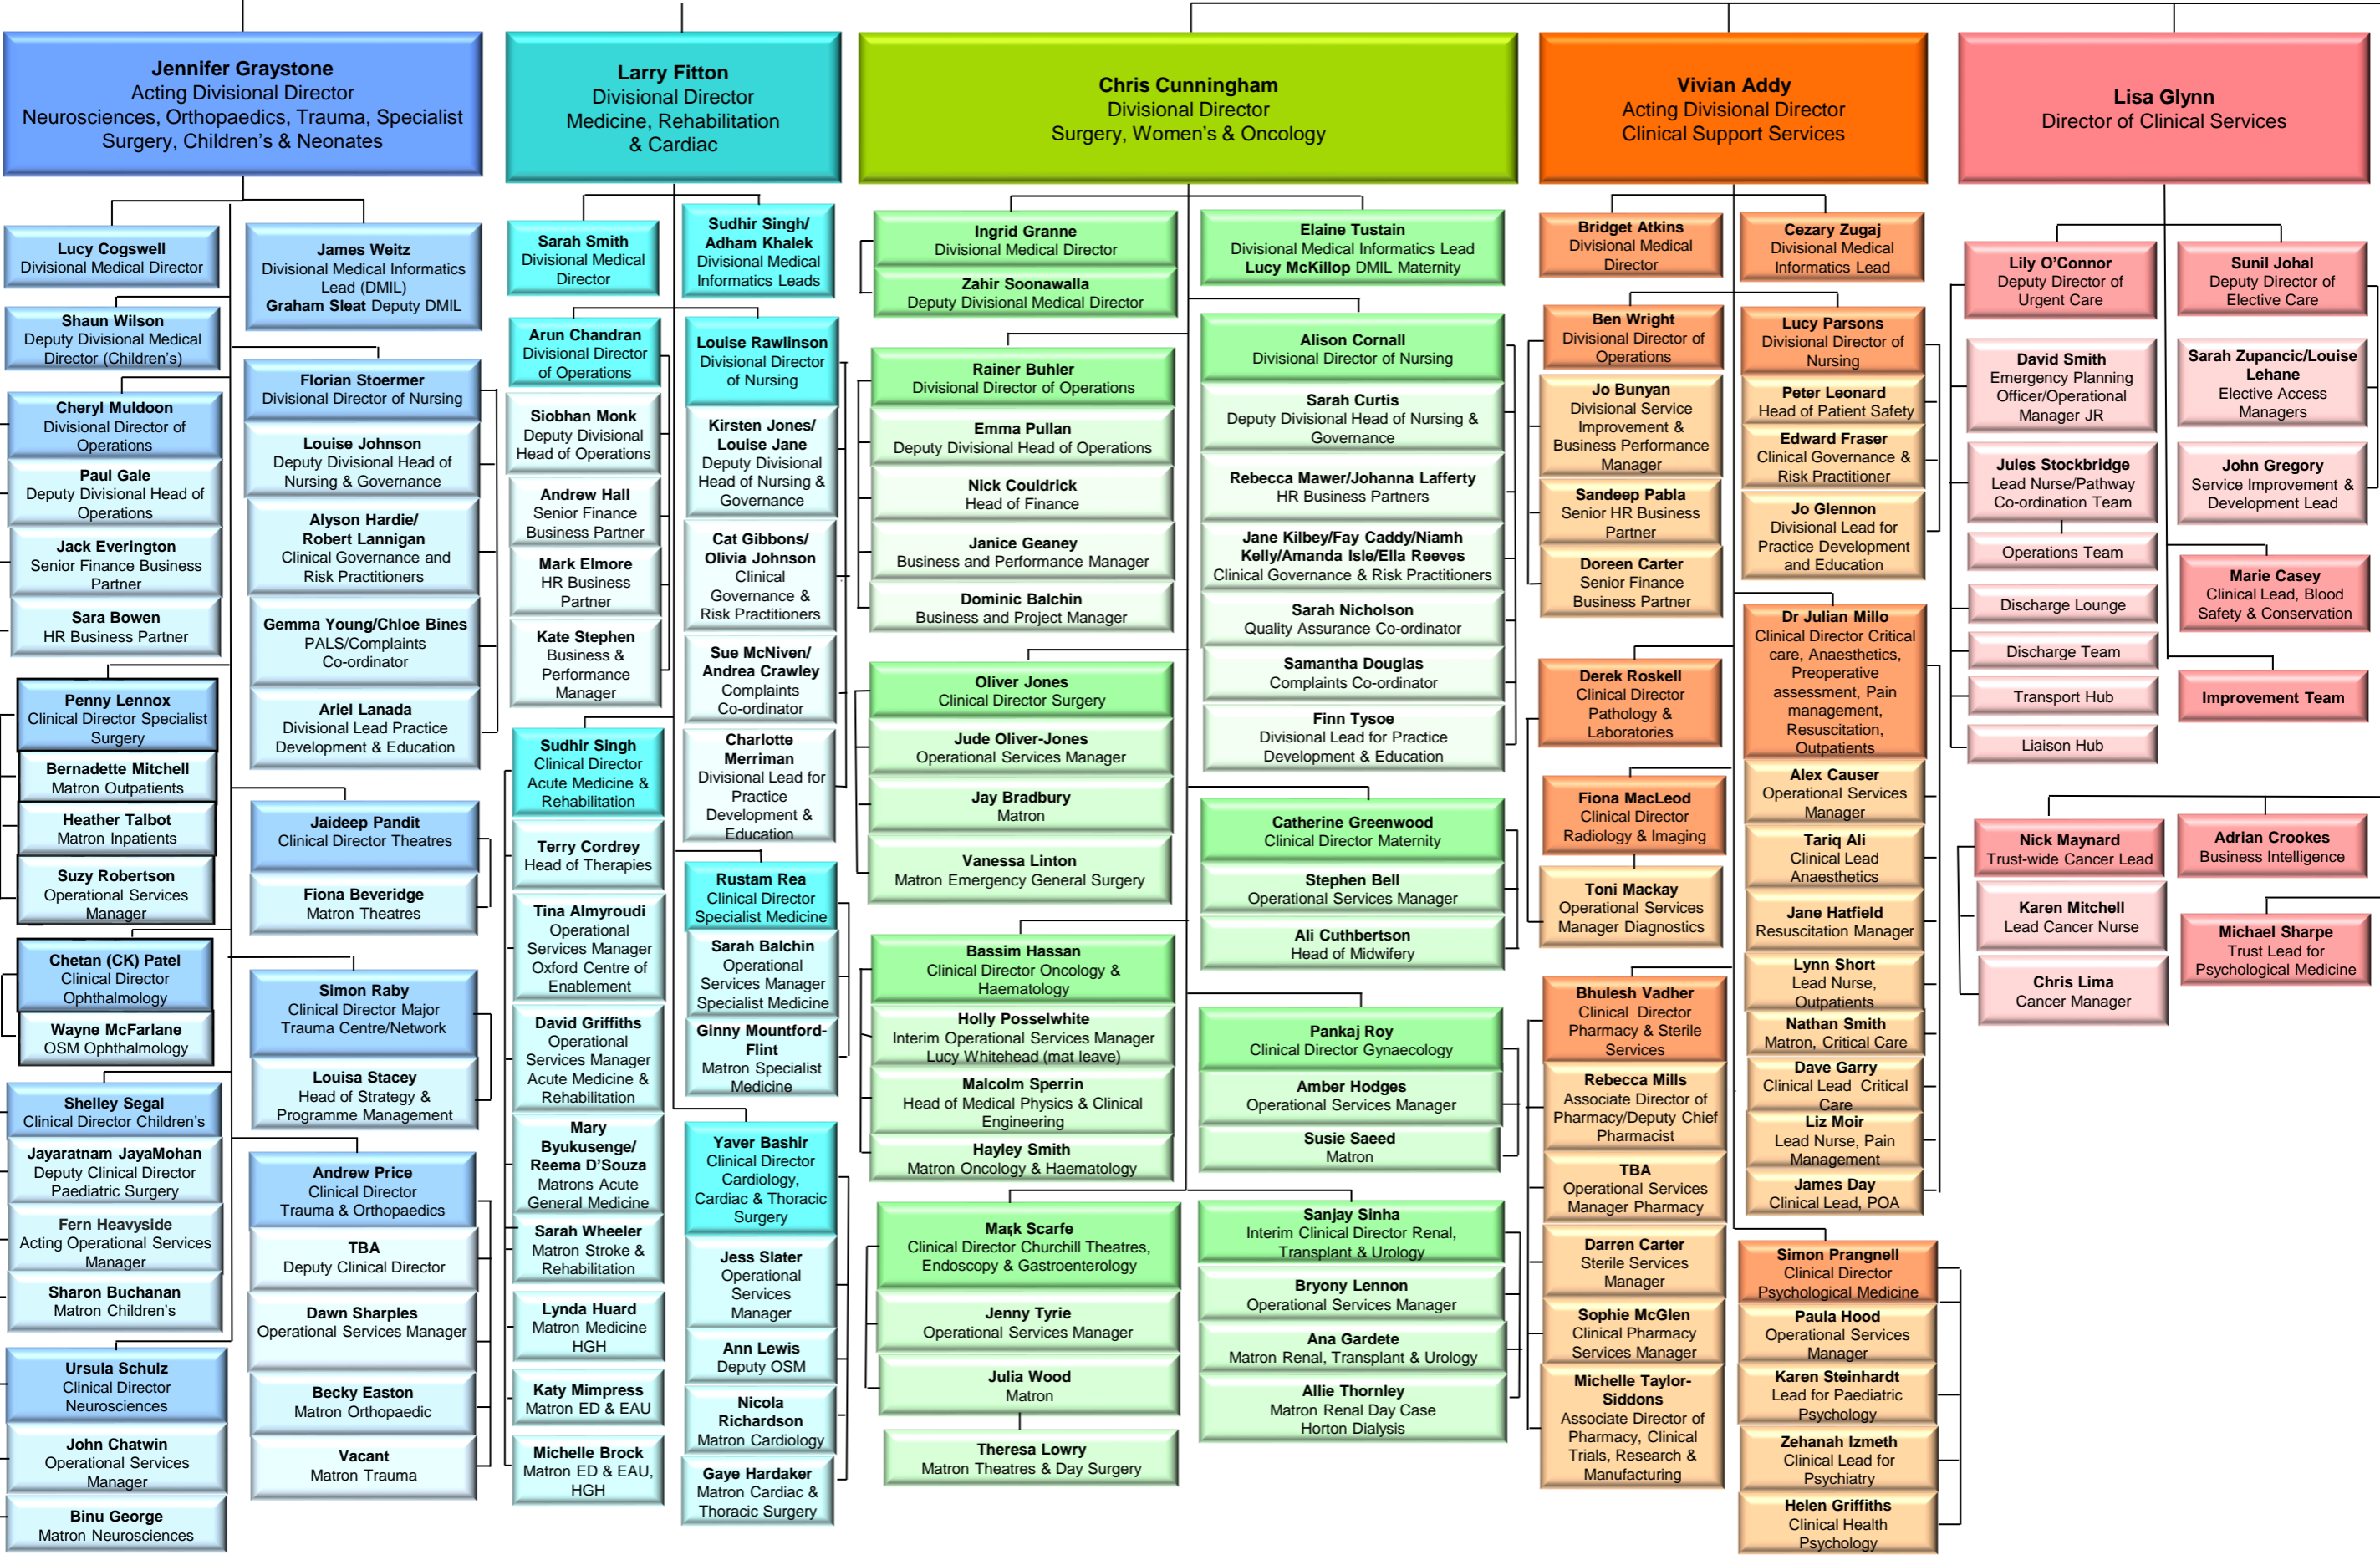 Jennifer Graystone
Acting Divisional Director
Neurosciences, Orthopaedics, Trauma, Specialist
Surgery, Children's & Neonates
Lucy Cogswell
Divisional Medical Director
James Weitz
Divisional Medical Informatics
Lead (DMIL)
Graham Sleat Deputy DMIL
Shaun Wilson
Deputy Divisional Medical
Director (Children's)
Cheryl Muldoon
Divisional Director of
Operations
Paul Gale
Deputy Divisional Head of
Operations
Jack Everington
Senior Finance Business
Partner
Sara Bowen
HR Business Partner
Florian Stoermer
Divisional Director of Nursing
Louise Johnson
Deputy Divisional Head of
Nursing & Governance
Alyson Hardie/
Robert Lannigan
Clinical Governance and
Risk Practitioners
Gemma Young/Chloe Bines
PALS/Complaints
Co-ordinator
Ariel Lanada
Divisional Lead Practice
Development & Education
Penny Lennox
Clinical Director Specialist
Surgery
Bernadette Mitchell
Matron Outpatients
Heather Talbot
Matron Inpatients
Suzy Robertson
Operational Services
Manager
Jaideep Pandit
Clinical Director Theatres
Fiona Beveridge
Matron Theatres
Chetan (CK) Patel
Clinical Director
Ophthalmology
Wayne McFarlane
OSM Ophthalmology
Simon Raby
Clinical Director Major
Trauma Centre/Network
Louisa Stacey
Head of Strategy &
Programme Management
Shelley Segal
Clinical Director Children's
Jayaratnam JayaMohan
Deputy Clinical Director
Paediatric Surgery
Fern Heavyside
Acting Operational Services
Manager
Sharon Buchanan
Matron Children's
Andrew Price
Clinical Director
Trauma & Orthopaedics
TBA
Deputy Clinical Director
Dawn Sharples
Operational Services Manager
Becky Easton
Matron Orthopaedic
Vacant
Matron Trauma
Ursula Schulz
Clinical Director
Neurosciences
John Chatwin
Operational Services
Manager
Binu George
Matron Neurosciences
Larry Fitton
Divisional Director
Medicine, Rehabilitation
& Cardiac
Sarah Smith
Divisional Medical
Director
Sudhir Singh/
Adham Khalek
Divisional Medical
Informatics Leads
Arun Chandran
Divisional Director
of Operations
Siobhan Monk
Deputy Divisional
Head of Operations
Andrew Hall
Senior Finance
Business Partner
Mark Elmore
HR Business
Partner
Kate Stephen
Business &
Performance
Manager
Louise Rawlinson
Divisional Director
of Nursing
Kirsten Jones/
Louise Jane
Deputy Divisional
Head of Nursing &
Governance
Cat Gibbons/
Olivia Johnson
Clinical
Governance &
Risk Practitioners
Sue McNiven/
Andrea Crawley
Complaints
Co-ordinator
Charlotte
Merriman
Divisional Lead for
Practice
Development &
Education
Sudhir Singh
Clinical Director
Acute Medicine &
Rehabilitation
Terry Cordrey
Head of Therapies
Tina Almyroudi
Operational
Services Manager
Oxford Centre of
Enablement
David Griffiths
Operational
Services Manager
Acute Medicine &
Rehabilitation
Mary
Byukusenge/
Reema D'Souza
Matrons Acute
General Medicine
Sarah Wheeler
Matron Stroke &
Rehabilitation
Lynda Huard
Matron Medicine
HGH
Katy Mimpress
Matron ED & EAU
Michelle Brock
Matron ED & EAU,
HGH
Rustam Rea
Clinical Director
Specialist Medicine
Sarah Balchin
Operational
Services Manager
Specialist Medicine
Ginny Mountford-
Flint
Matron Specialist
Medicine
Yaver Bashir
Clinical Director
Cardiology,
Cardiac & Thoracic
Surgery
Jess Slater
Operational
Services
Manager
Ann Lewis
Deputy OSM
Nicola
Richardson
Matron Cardiology
Gaye Hardaker
Matron Cardiac &
Thoracic Surgery
Chris Cunningham
Divisional Director
Surgery, Women's & Oncology
Ingrid Granne
Divisional Medical Director
Zahir Soonawalla
Deputy Divisional Medical Director
Elaine Tustain
Divisional Medical Informatics Lead
Lucy McKillop DMIL Maternity
Rainer Buhler
Divisional Director of Operations
Emma Pullan
Deputy Divisional Head of Operations
Nick Couldrick
Head of Finance
Janice Geaney
Business and Performance Manager
Dominic Balchin
Business and Project Manager
Alison Cornall
Divisional Director of Nursing
Sarah Curtis
Deputy Divisional Head of Nursing &
Governance
Rebecca Mawer/Johanna Lafferty
HR Business Partners
Jane Kilbey/Fay Caddy/Niamh
Kelly/Amanda Isle/Ella Reeves
Clinical Governance & Risk Practitioners
Sarah Nicholson
Quality Assurance Co-ordinator
Samantha Douglas
Complaints Co-ordinator
Finn Tysoe
Divisional Lead for Practice
Development & Education
Oliver Jones
Clinical Director Surgery
Jude Oliver-Jones
Operational Services Manager
Jay Bradbury
Matron
Vanessa Linton
Matron Emergency General Surgery
Catherine Greenwood
Clinical Director Maternity
Stephen Bell
Operational Services Manager
Ali Cuthbertson
Head of Midwifery
Bassim Hassan
Clinical Director Oncology &
Haematology
Holly Posselwhite
Interim Operational Services Manager
Lucy Whitehead (mat leave)
Malcolm Sperrin
Head of Medical Physics & Clinical
Engineering
Hayley Smith
Matron Oncology & Haematology
Pankaj Roy
Clinical Director Gynaecology
Amber Hodges
Operational Services Manager
Susie Saeed
Matron
Mark Scarfe
Clinical Director Churchill Theatres,
Endoscopy & Gastroenterology
Jenny Tyrie
Operational Services Manager
Julia Wood
Matron
Theresa Lowry
Matron Theatres & Day Surgery
Sanjay Sinha
Interim Clinical Director Renal,
Transplant & Urology
Bryony Lennon
Operational Services Manager
Ana Gardete
Matron Renal, Transplant & Urology
Allie Thornley
Matron Renal Day Case
Horton Dialysis
Vivian Addy
Acting Divisional Director
Clinical Support Services
Bridget Atkins
Divisional Medical
Director
Cezary Zugaj
Divisional Medical
Informatics Lead
Ben Wright
Divisional Director of
Operations
Jo Bunyan
Divisional Service
Improvement &
Business Performance
Manager
Sandeep Pabla
Senior HR Business
Partner
Doreen Carter
Senior Finance
Business Partner
Lucy Parsons
Divisional Director of
Nursing
Peter Leonard
Head of Patient Safety
Edward Fraser
Clinical Governance &
Risk Practitioner
Jo Glennon
Divisional Lead for
Practice Development
and Education
Derek Roskell
Clinical Director
Pathology &
Laboratories
Fiona MacLeod
Clinical Director
Radiology & Imaging
Toni Mackay
Operational Services
Manager Diagnostics
Dr Julian Millo
Clinical Director Critical
care, Anaesthetics,
Preoperative
assessment, Pain
management,
Resuscitation,
Outpatients
Alex Causer
Operational Services
Manager
Tariq Ali
Clinical Lead
Anaesthetics
Jane Hatfield
Resuscitation Manager
Lynn Short
Lead Nurse,
Outpatients
Nathan Smith
Matron, Critical Care
Dave Garry
Clinical Lead Critical
Care
Liz Moir
Lead Nurse, Pain
Management
James Day
Clinical Lead, POA
Bhulesh Vadher
Clinical Director
Pharmacy & Sterile
Services
Rebecca Mills
Associate Director of
Pharmacy/Deputy Chief
Pharmacist
TBA
Operational Services
Manager Pharmacy
Darren Carter
Sterile Services
Manager
Sophie McGlen
Clinical Pharmacy
Services Manager
Michelle Taylor-
Siddons
Associate Director of
Pharmacy, Clinical
Trials, Research &
Manufacturing
Simon Prangnell
Clinical Director
Psychological Medicine
Paula Hood
Operational Services
Manager
Karen Steinhardt
Lead for Paediatric
Psychology
Zehanah Izmeth
Clinical Lead for
Psychiatry
Helen Griffiths
Clinical Health
Psychology
Lisa Glynn
Director of Clinical Services
Lily O'Connor
Deputy Director of
Urgent Care
David Smith
Emergency Planning
Officer/Operational
Manager JR
Jules Stockbridge
Lead Nurse/Pathway
Co-ordination Team
Operations Team
Discharge Lounge
Discharge Team
Transport Hub
Liaison Hub
Sunil Johal
Deputy Director of
Elective Care
Sarah Zupancic/Louise
Lehane
Elective Access
Managers
John Gregory
Service Improvement &
Development Lead
Marie Casey
Clinical Lead, Blood
Safety & Conservation
Improvement Team
Nick Maynard
Trust-wide Cancer Lead
Karen Mitchell
Lead Cancer Nurse
Chris Lima
Cancer Manager
Adrian Crookes
Business Intelligence
Michael Sharpe
Trust Lead for
Psychological Medicine